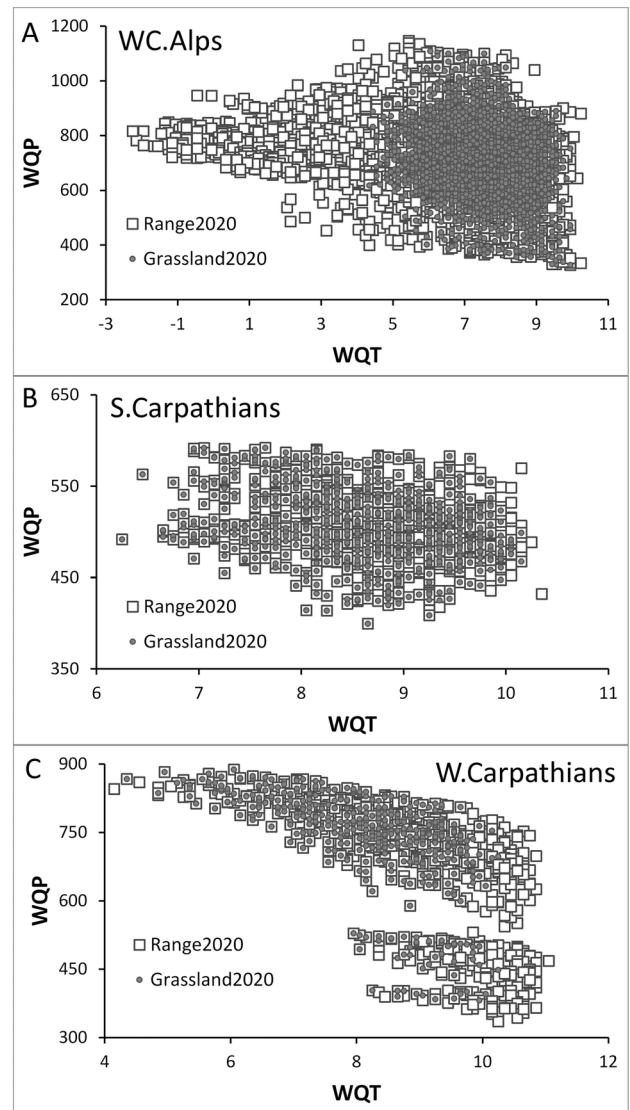 A
WC.Alps
1200
1000
800
600
400
200
WQP
Range2020
Grassland2020
-3 -1 1 3 5 7 9 11
WQT
B
S.Carpathians
650
550
450
350
WQP
Range2020
Grassland2020
6 7 8 9 10 11
WQT
C
W.Carpathians
900
750
600
450
300
WQP
Range2020
Grassland2020
4 6 8 10 12
WQT